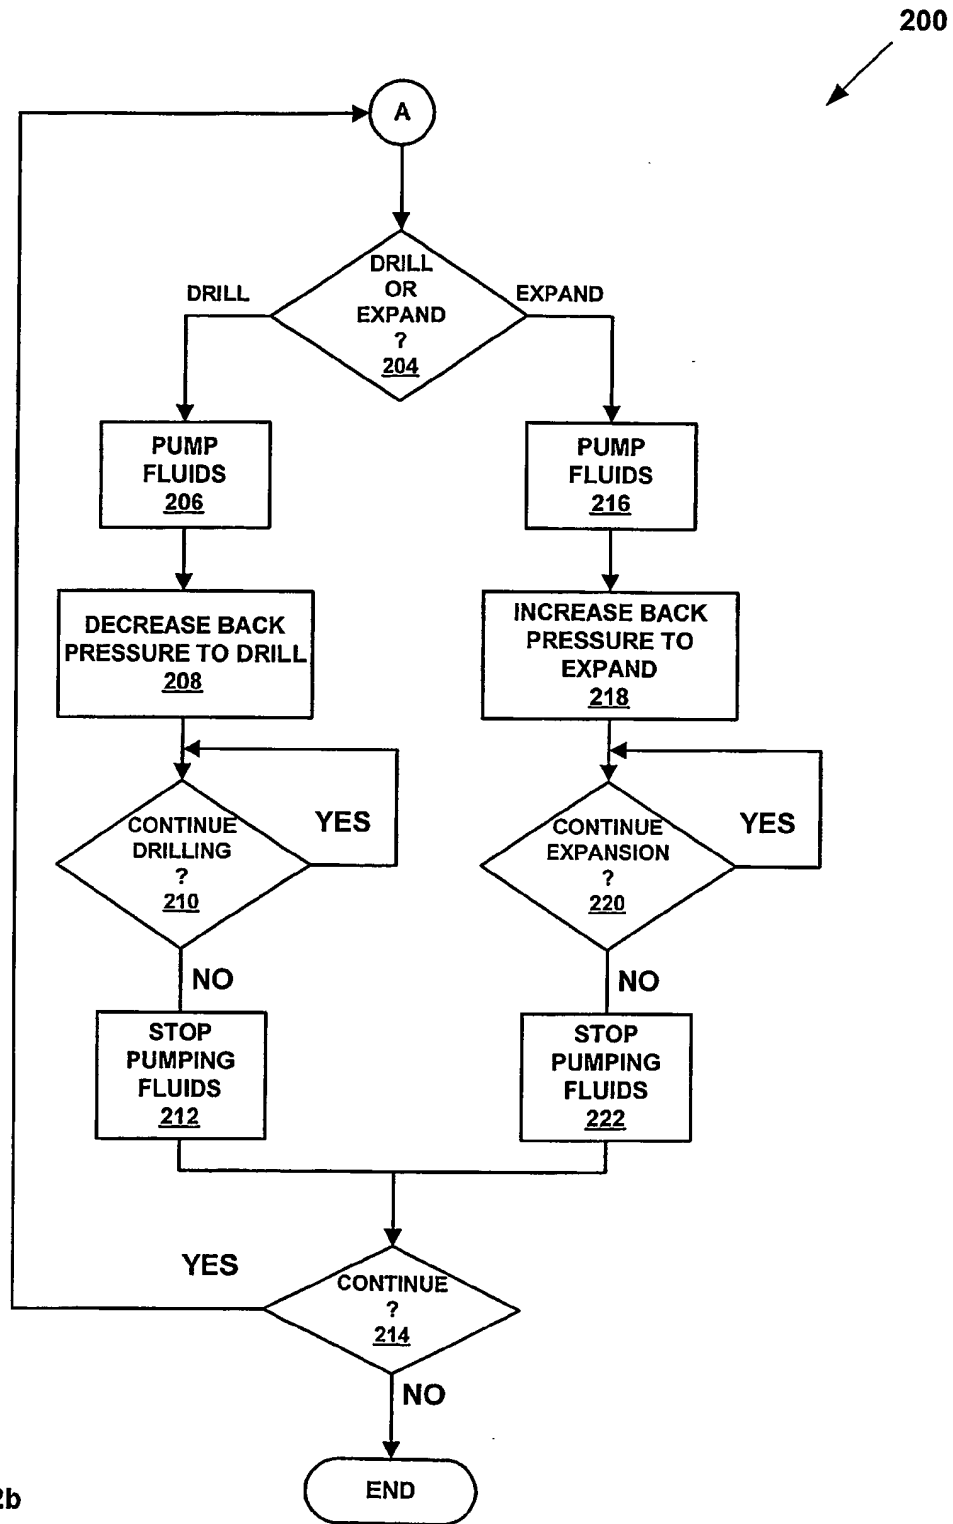 200
A
DRILL
OR
EXPAND
?
204
DRILL
EXPAND
PUMP
FLUIDS
206
PUMP
FLUIDS
216
DECREASE BACK
PRESSURE TO DRILL
208
INCREASE BACK
PRESSURE TO
EXPAND
218
CONTINUE
DRILLING
?
210
YES
CONTINUE
EXPANSION
?
220
YES
NO
NO
STOP
PUMPING
FLUIDS
212
STOP
PUMPING
FLUIDS
222
YES
CONTINUE
?
214
NO
END
2b